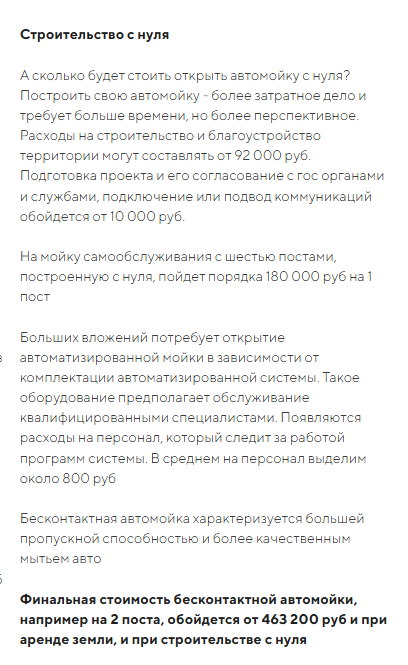 Строительство с нуля
А сколько будет стоить открыть автомойку с нуля?
Построить свою автомойку - более затратное дело и
требует больше времени, но более перспективное.
Расходы на строительство и благоустройство
территории могут составлять от 92 000 руб.
Подготовка проекта и его согласование с гос органами
и службами, подключение или подвод коммуникаций
обойдется от 10 000 руб.
На мойку самообслуживания с шестью постами,
построенную с нуля, пойдет порядка 180 000 руб на 1
пост
Больших вложений потребует открытие
автоматизированной мойки в зависимости от
комплектации автоматизированной системы. Такое
оборудование предполагает обслуживание
квалифицированными специалистами. Появляются
расходы на персонал, который следит за работой
программ системы. В среднем на персонал выделим
около 800 руб
Бесконтактная автомойка характеризуется большей
пропускной способностью и более качественным
мытьем авто
Финальная стоимость бесконтактной автомойки,
например на 2 поста, обойдется от 463 200 руб и при
аренде земли, и при строительстве с нуля